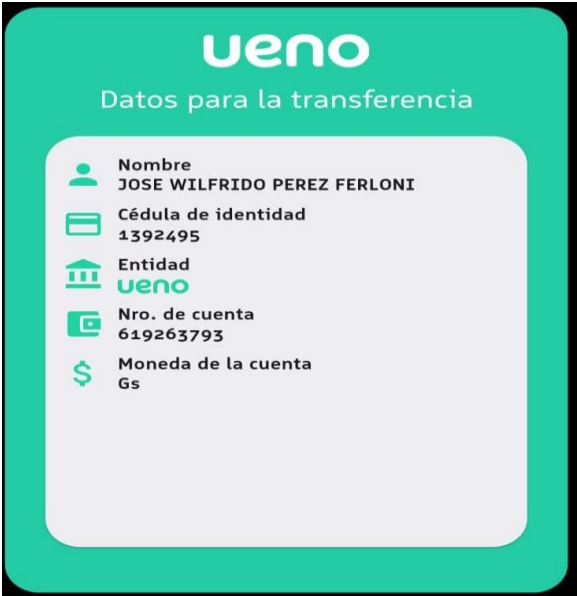 ueno
Datos para la transferencia
Nombre
JOSE WILFRIDO PEREZ FERLONI
Cédula de identidad
1392495
Entidad
ueno
Nro. de cuenta
619263793
Moneda de la cuenta
Gs